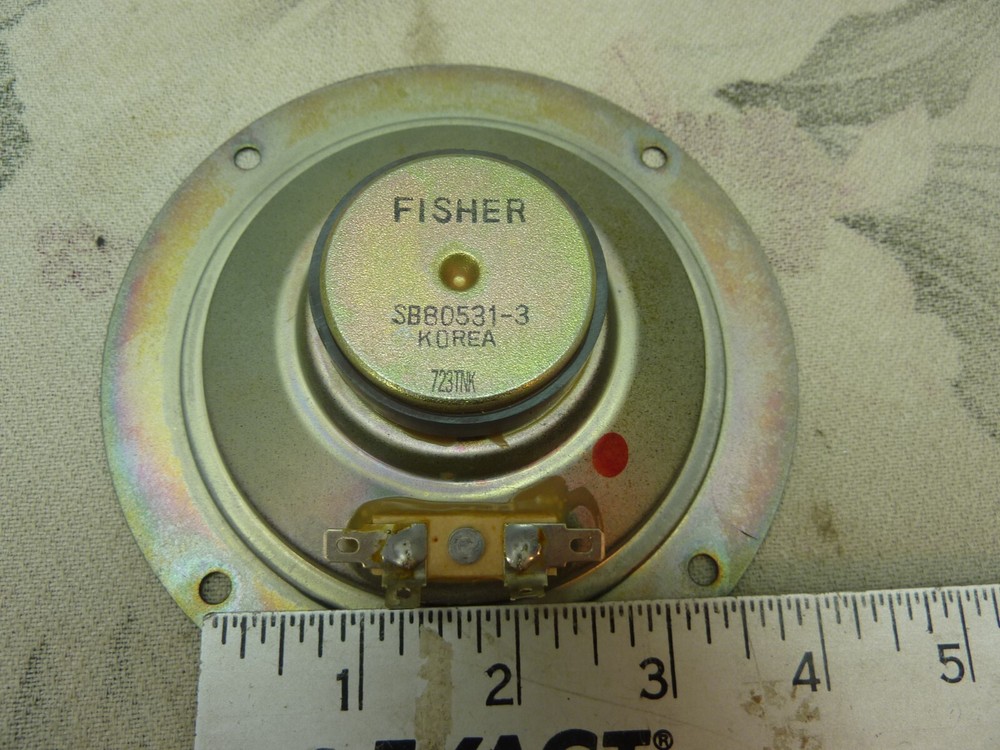 FISHER
SB80531-3
KOREA
723TNK
1 2 3 4 5